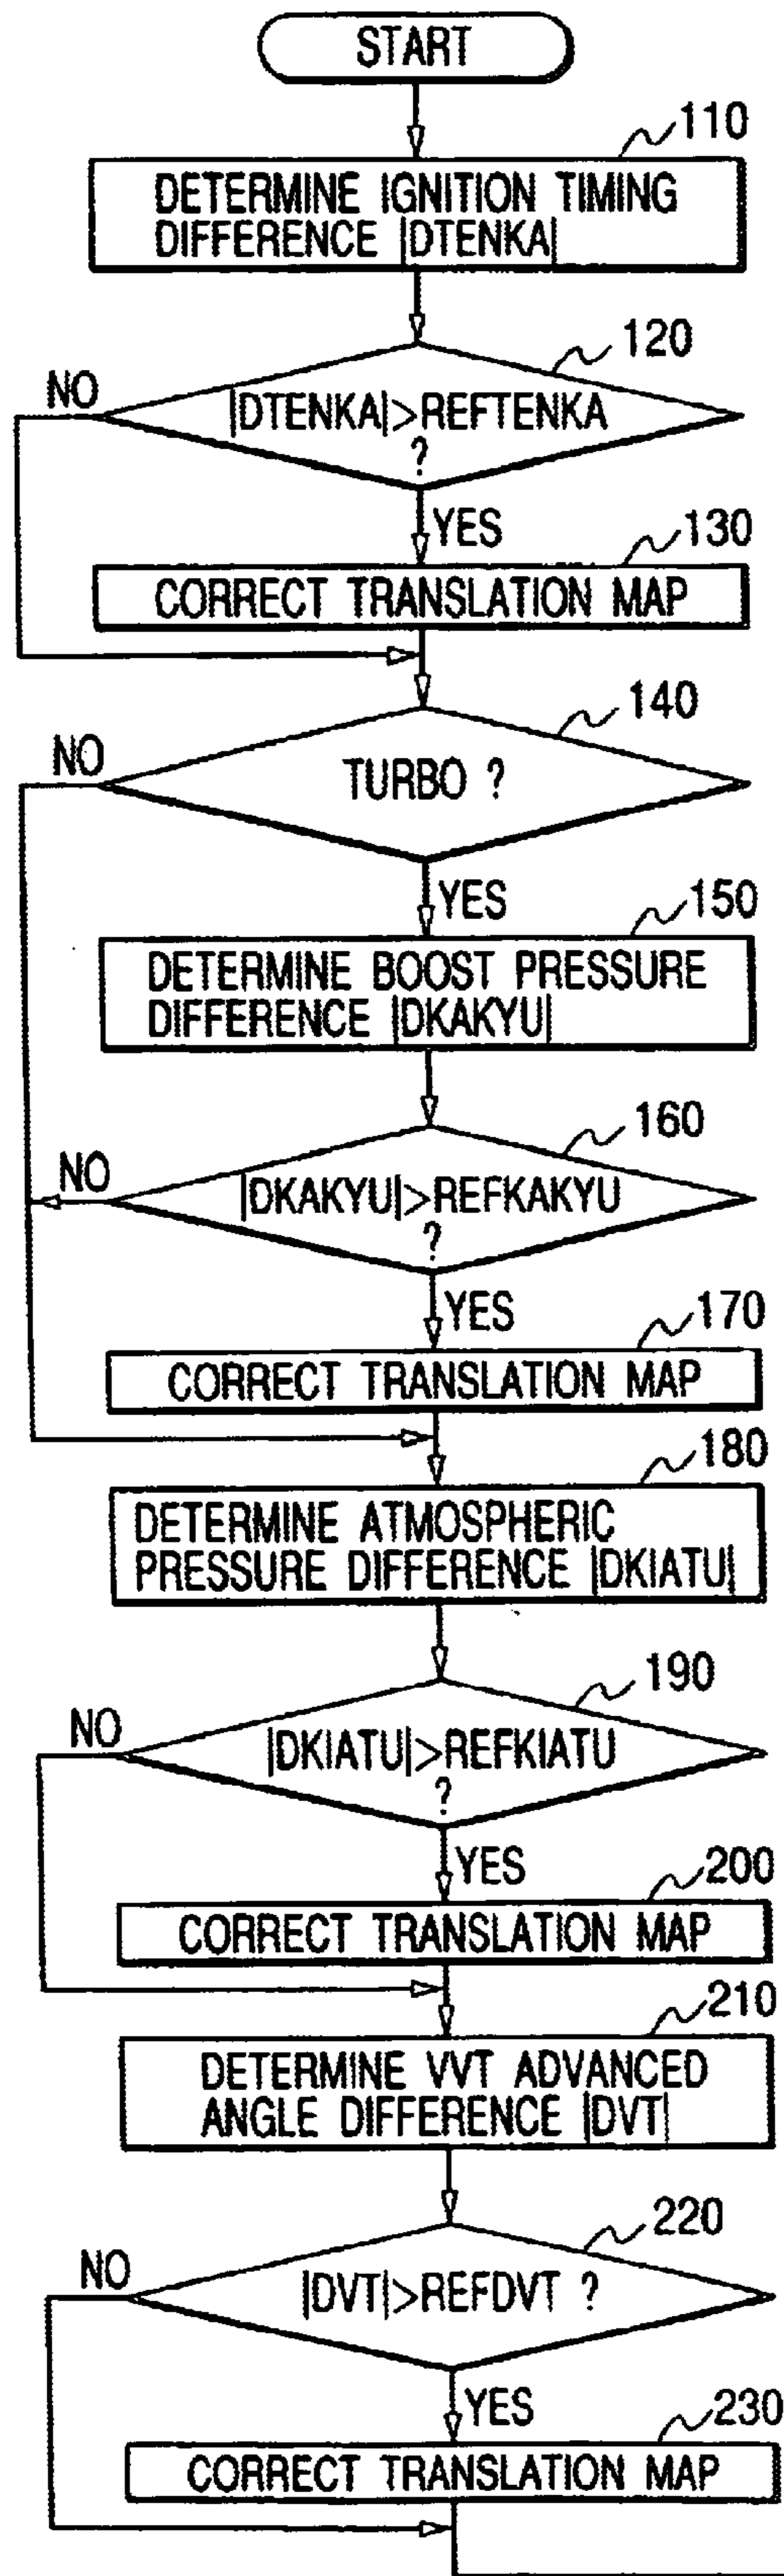 START
110
DETERMINE IGNITION TIMING
DIFFERENCE |DTENKA|
120
NO
|DTENKA|>REFTENKA
?
YES
130
CORRECT TRANSLATION MAP
140
NO
TURBO ?
YES
150
DETERMINE BOOST PRESSURE
DIFFERENCE |DKAKYU|
160
NO
|DKAKYU|>REFKAKYU
?
YES
170
CORRECT TRANSLATION MAP
180
DETERMINE ATMOSPHERIC
PRESSURE DIFFERENCE |DKIATU|
190
NO
|DKIATU|>REFKIATU
?
YES
200
CORRECT TRANSLATION MAP
210
DETERMINE VVT ADVANCED
ANGLE DIFFERENCE |DVT|
220
NO
|DVT|>REFDVT ?
YES
230
CORRECT TRANSLATION MAP